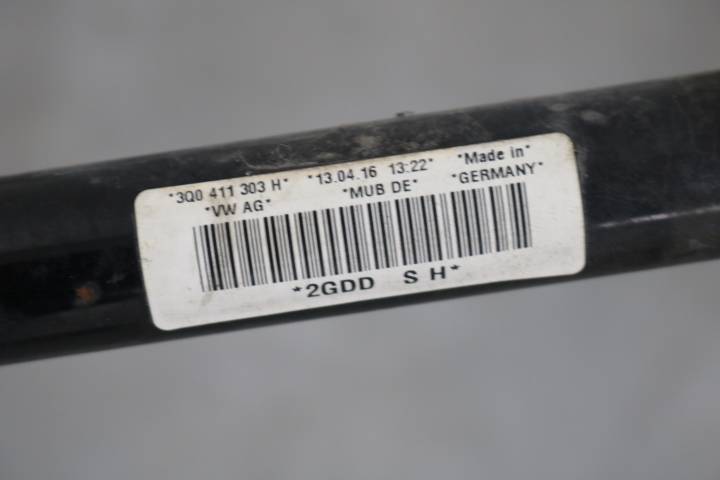 *3Q0 411 303 H* *13.04.16 13:22* *Made in*
*VW AG* *MUB DE* *GERMANY*
*2GDD S H*